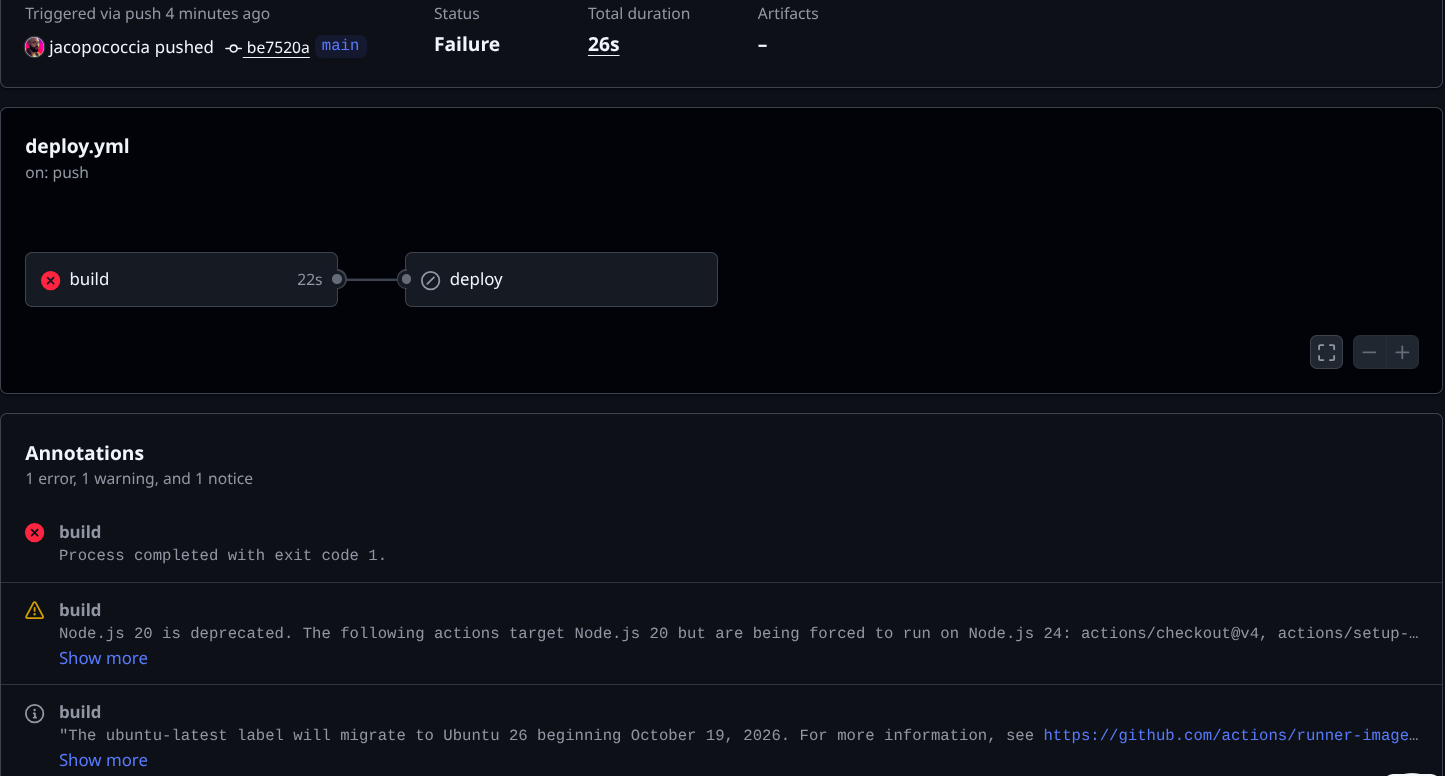 Triggered via push 4 minutes ago
Status
Total duration
Artifacts
jacopococcia pushed be7520a main
Failure
26s
–
deploy.yml
on: push
build 22s
deploy
Annotations
1 error, 1 warning, and 1 notice
build
Process completed with exit code 1.
build
Node.js 20 is deprecated. The following actions target Node.js 20 but are being forced to run on Node.js 24: actions/checkout@v4, actions/setup-…
Show more
build
"The ubuntu-latest label will migrate to Ubuntu 26 beginning October 19, 2026. For more information, see https://github.com/actions/runner-image…
Show more